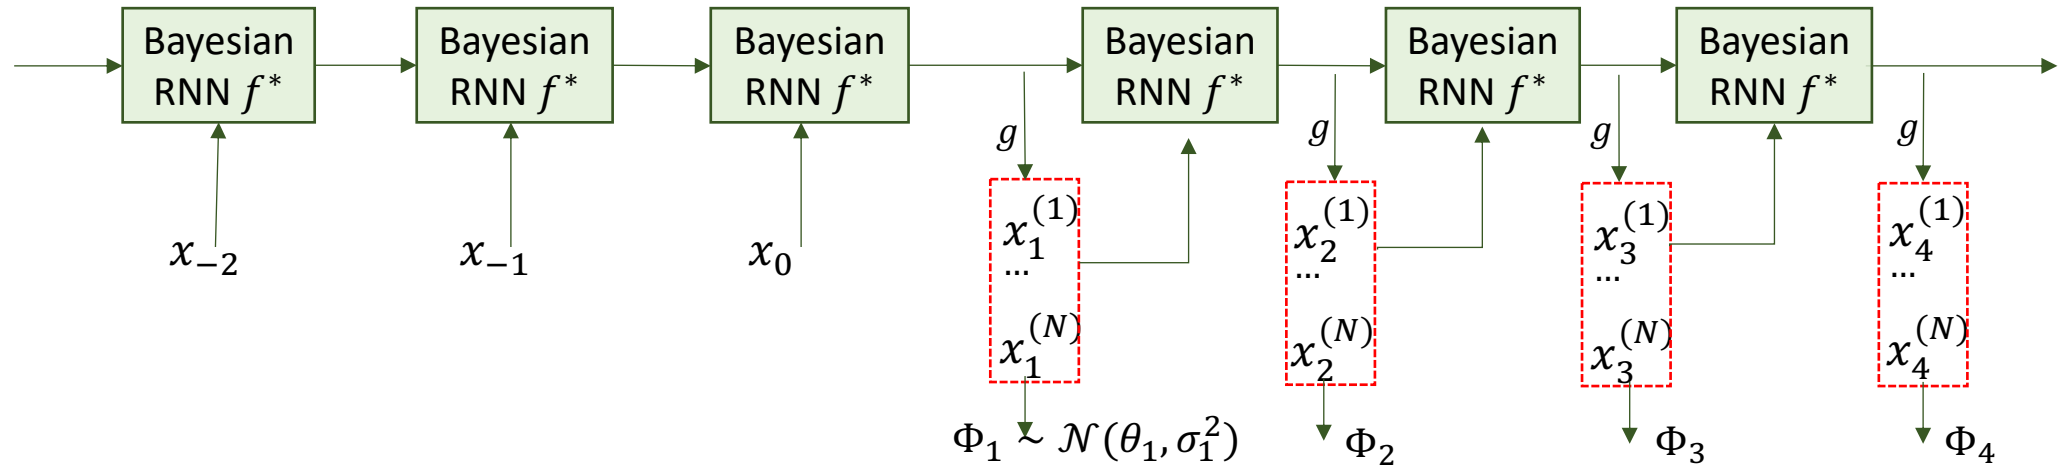 Bayesian
RNN f*
Bayesian
RNN f*
Bayesian
RNN f*
Bayesian
RNN f*
Bayesian
RNN f*
Bayesian
RNN f*
g
g
g
g
x₋₂
x₋₁
x₀
x₁⁽¹⁾
...
x₁⁽ᴺ⁾
x₂⁽¹⁾
...
x₂⁽ᴺ⁾
x₃⁽¹⁾
...
x₃⁽ᴺ⁾
x₄⁽¹⁾
...
x₄⁽ᴺ⁾
Φ₁ ~ 𝒩(θ₁, σ₁²)
Φ₂
Φ₃
Φ₄